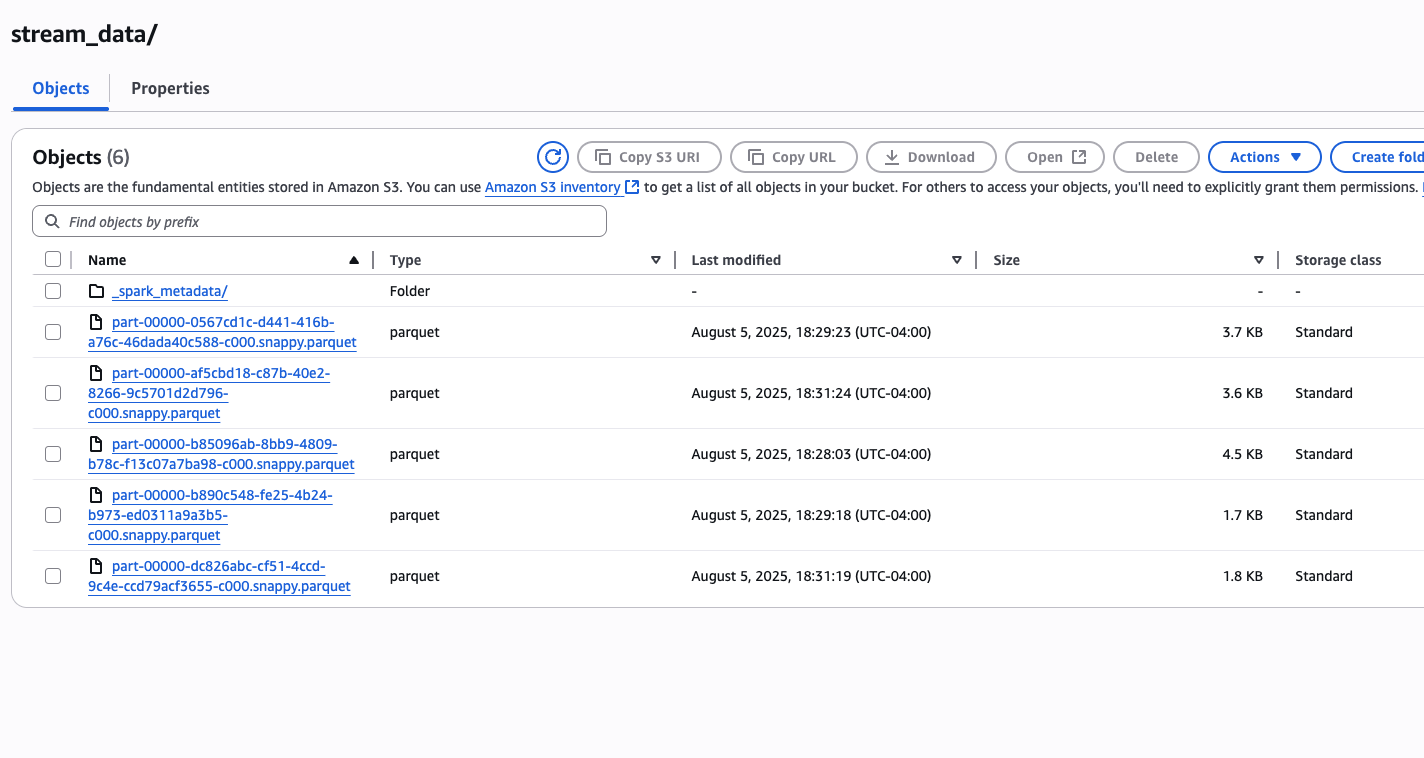 stream_data/
Objects Properties
Objects (6) Copy S3 URI Copy URL Download Open Delete Actions Create fold
Objects are the fundamental entities stored in Amazon S3. You can use Amazon S3 inventory to get a list of all objects in your bucket. For others to access your objects, you'll need to explicitly grant them permissions.
Find objects by prefix
Name Type Last modified Size Storage class
_spark_metadata/ Folder - - -
part-00000-0567cd1c-d441-416b-
a76c-46dada40c588-c000.snappy.parquet parquet August 5, 2025, 18:29:23 (UTC-04:00) 3.7 KB Standard
part-00000-af5cbd18-c87b-40e2-
8266-9c5701d2d796- parquet August 5, 2025, 18:31:24 (UTC-04:00) 3.6 KB Standard
c000.snappy.parquet
part-00000-b85096ab-8bb9-4809-
b78c-f13c07a7ba98-c000.snappy.parquet parquet August 5, 2025, 18:28:03 (UTC-04:00) 4.5 KB Standard
part-00000-b890c548-fe25-4b24-
b973-ed0311a9a3b5- parquet August 5, 2025, 18:29:18 (UTC-04:00) 1.7 KB Standard
c000.snappy.parquet
part-00000-dc826abc-cf51-4ccd-
9c4e-ccd79acf3655-c000.snappy.parquet parquet August 5, 2025, 18:31:19 (UTC-04:00) 1.8 KB Standard